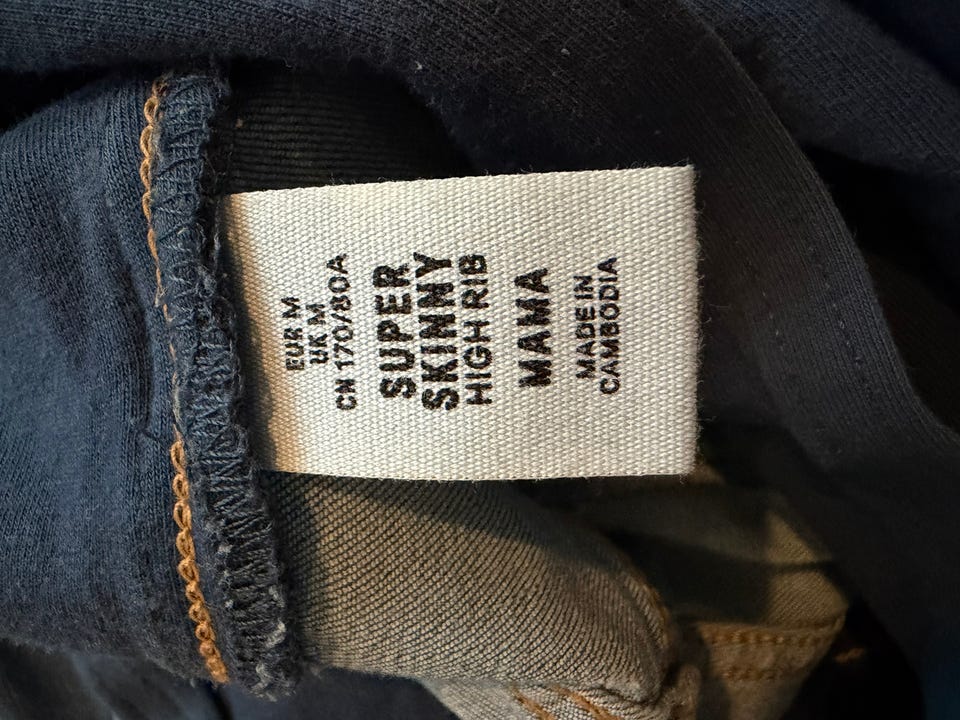 EUR M
UK M
CN 170/80A
SUPER
SKINNY
HIGH RIB
MAMA
MADE IN
CAMBODIA